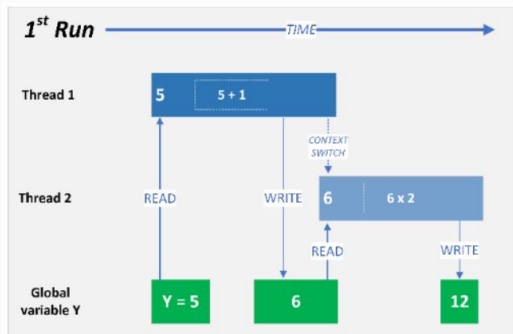 1st Run
TIME
Thread 1
5
5 + 1
CONTEXT
SWITCH
Thread 2
READ
WRITE
6
6 x 2
READ
WRITE
Global
variable Y
Y = 5
6
12